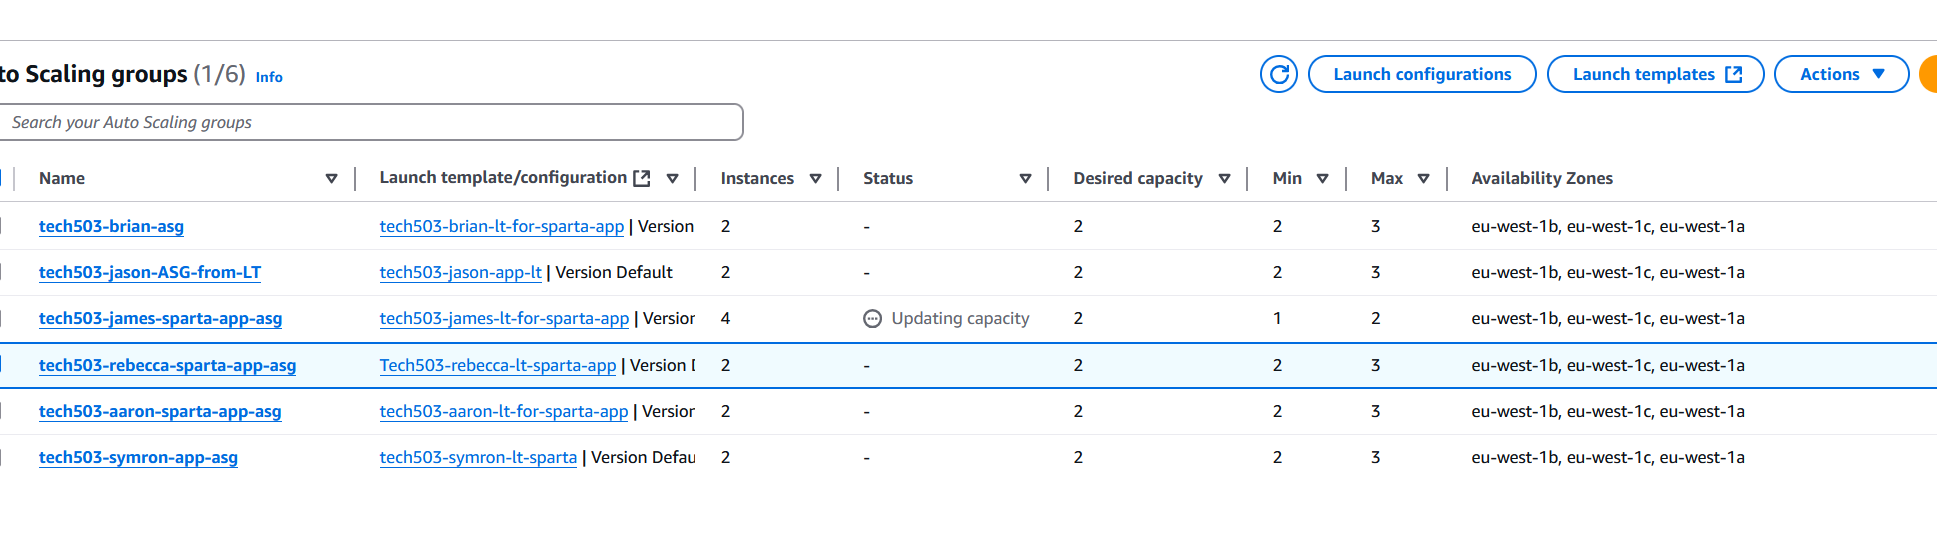 to Scaling groups (1/6) Info
Launch configurations
Launch templates
Actions
Search your Auto Scaling groups
Name Launch template/configuration Instances Status Desired capacity Min Max Availability Zones
tech503-brian-asg tech503-brian-lt-for-sparta-app | Version 2 - 2 2 3 eu-west-1b, eu-west-1c, eu-west-1a
tech503-jason-ASG-from-LT tech503-jason-app-lt | Version Default 2 - 2 2 3 eu-west-1b, eu-west-1c, eu-west-1a
tech503-james-sparta-app-asg tech503-james-lt-for-sparta-app | Version 4 Updating capacity 2 1 2 eu-west-1b, eu-west-1c, eu-west-1a
tech503-rebecca-sparta-app-asg Tech503-rebecca-lt-sparta-app | Version 2 - 2 2 3 eu-west-1b, eu-west-1c, eu-west-1a
tech503-aaron-sparta-app-asg tech503-aaron-lt-for-sparta-app | Version 2 - 2 2 3 eu-west-1b, eu-west-1c, eu-west-1a
tech503-symron-app-asg tech503-symron-lt-sparta | Version Defau 2 - 2 2 3 eu-west-1b, eu-west-1c, eu-west-1a